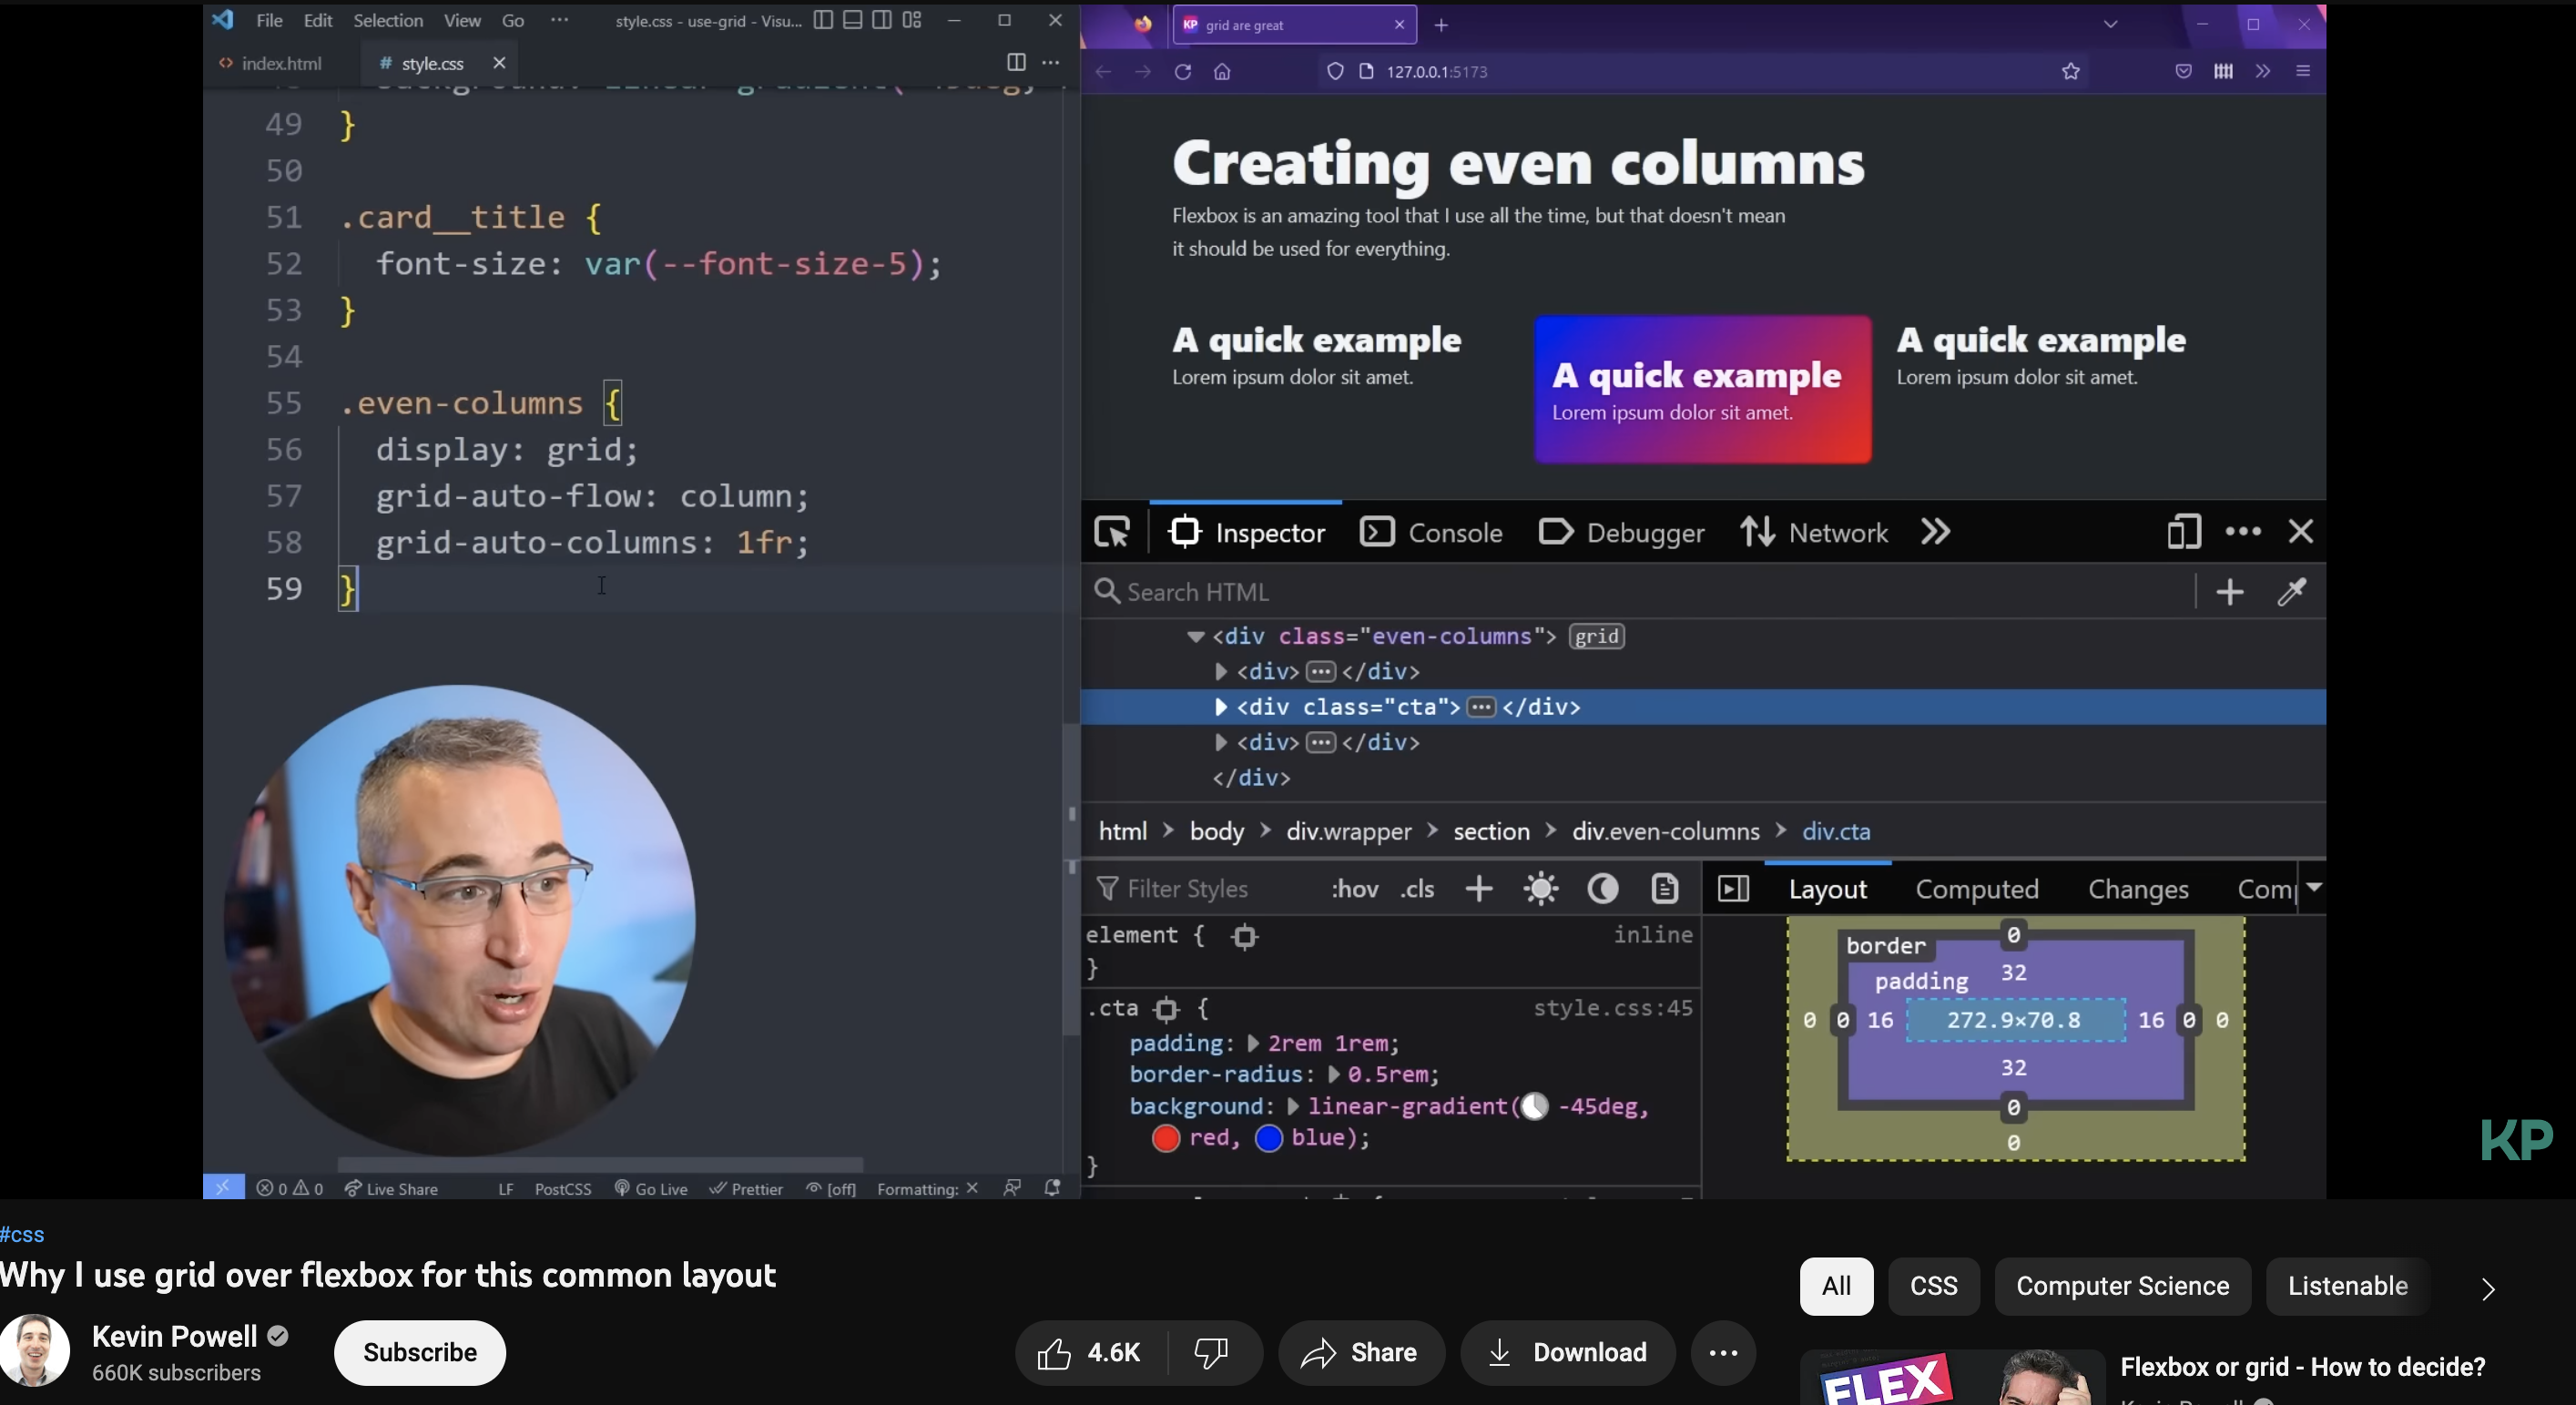 File Edit Selection View Go ··· style.css - use-grid - Visu...
index.html # style.css
49 }
50
51 .card__title {
52 font-size: var(--font-size-5);
53 }
54
55 .even-columns {
56 display: grid;
57 grid-auto-flow: column;
58 grid-auto-columns: 1fr;
59 }
0 0 Live Share LF PostCSS Go Live Prettier [off] Formatting: ×
KP grid are great
127.0.0.1:5173
Creating even columns
Flexbox is an amazing tool that I use all the time, but that doesn't mean
it should be used for everything.
A quick example
Lorem ipsum dolor sit amet.
A quick example
Lorem ipsum dolor sit amet.
A quick example
Lorem ipsum dolor sit amet.
Inspector Console Debugger Network
Search HTML
<div class="even-columns"> grid
<div> ··· </div>
<div class="cta"> ··· </div>
<div> ··· </div>
</div>
html > body > div.wrapper > section > div.even-columns > div.cta
Filter Styles :hov .cls
Layout Computed Changes Com
element { inline
}
.cta { style.css:45
padding: 2rem 1rem;
border-radius: 0.5rem;
background: linear-gradient( -45deg,
red, blue);
}
0
border
32
padding
0 0 16 272.9×70.8 16 0 0
32
0
0
KP
#css
Why I use grid over flexbox for this common layout
Kevin Powell
660K subscribers
Subscribe
4.6K
Share
Download
All CSS Computer Science Listenable
FLEX
Flexbox or grid - How to decide?